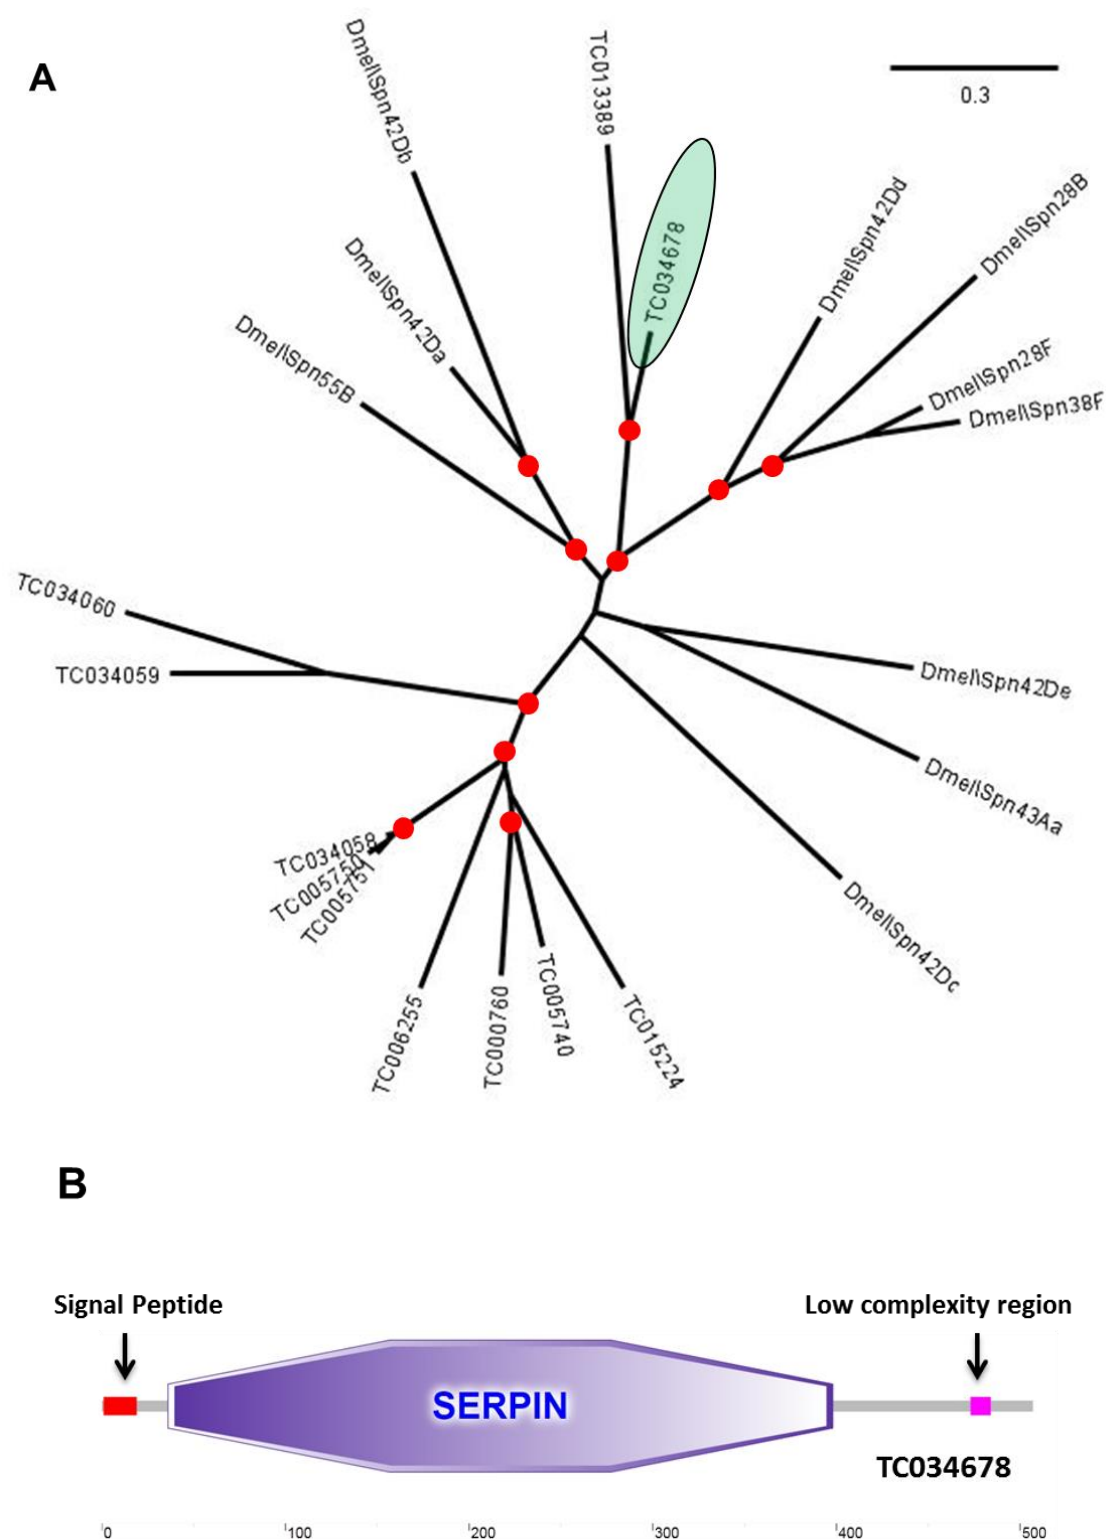 A
0.3
Dmel\Spn42Db
TC013389
TC034678
Dmel\Spn42Dd
Dmel\Spn28B
Dmel\Spn28F
Dmel\Spn38F
Dmel\Spn42Da
Dmel\Spn55B
TC034060
TC034059
Dmel\Spn42De
Dmel\Spn43Aa
Dmel\Spn42Dc
TC034058
TC005750
TC005751
TC006255
TC000760
TC005740
TC015224
B
Signal Peptide
Low complexity region
SERPIN
TC034678
0 100 200 300 400 500